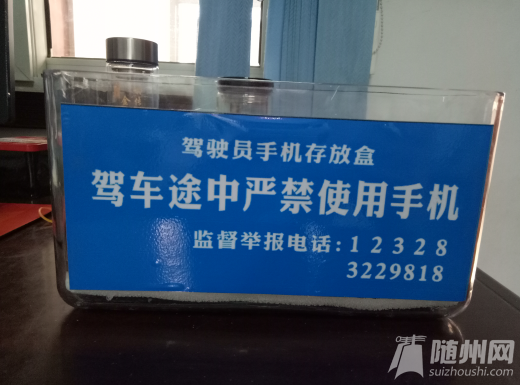 驾驶员手机存放盒
驾车途中严禁使用手机
监督举报电话:12328
3229818
随州网
suizhoushi.com